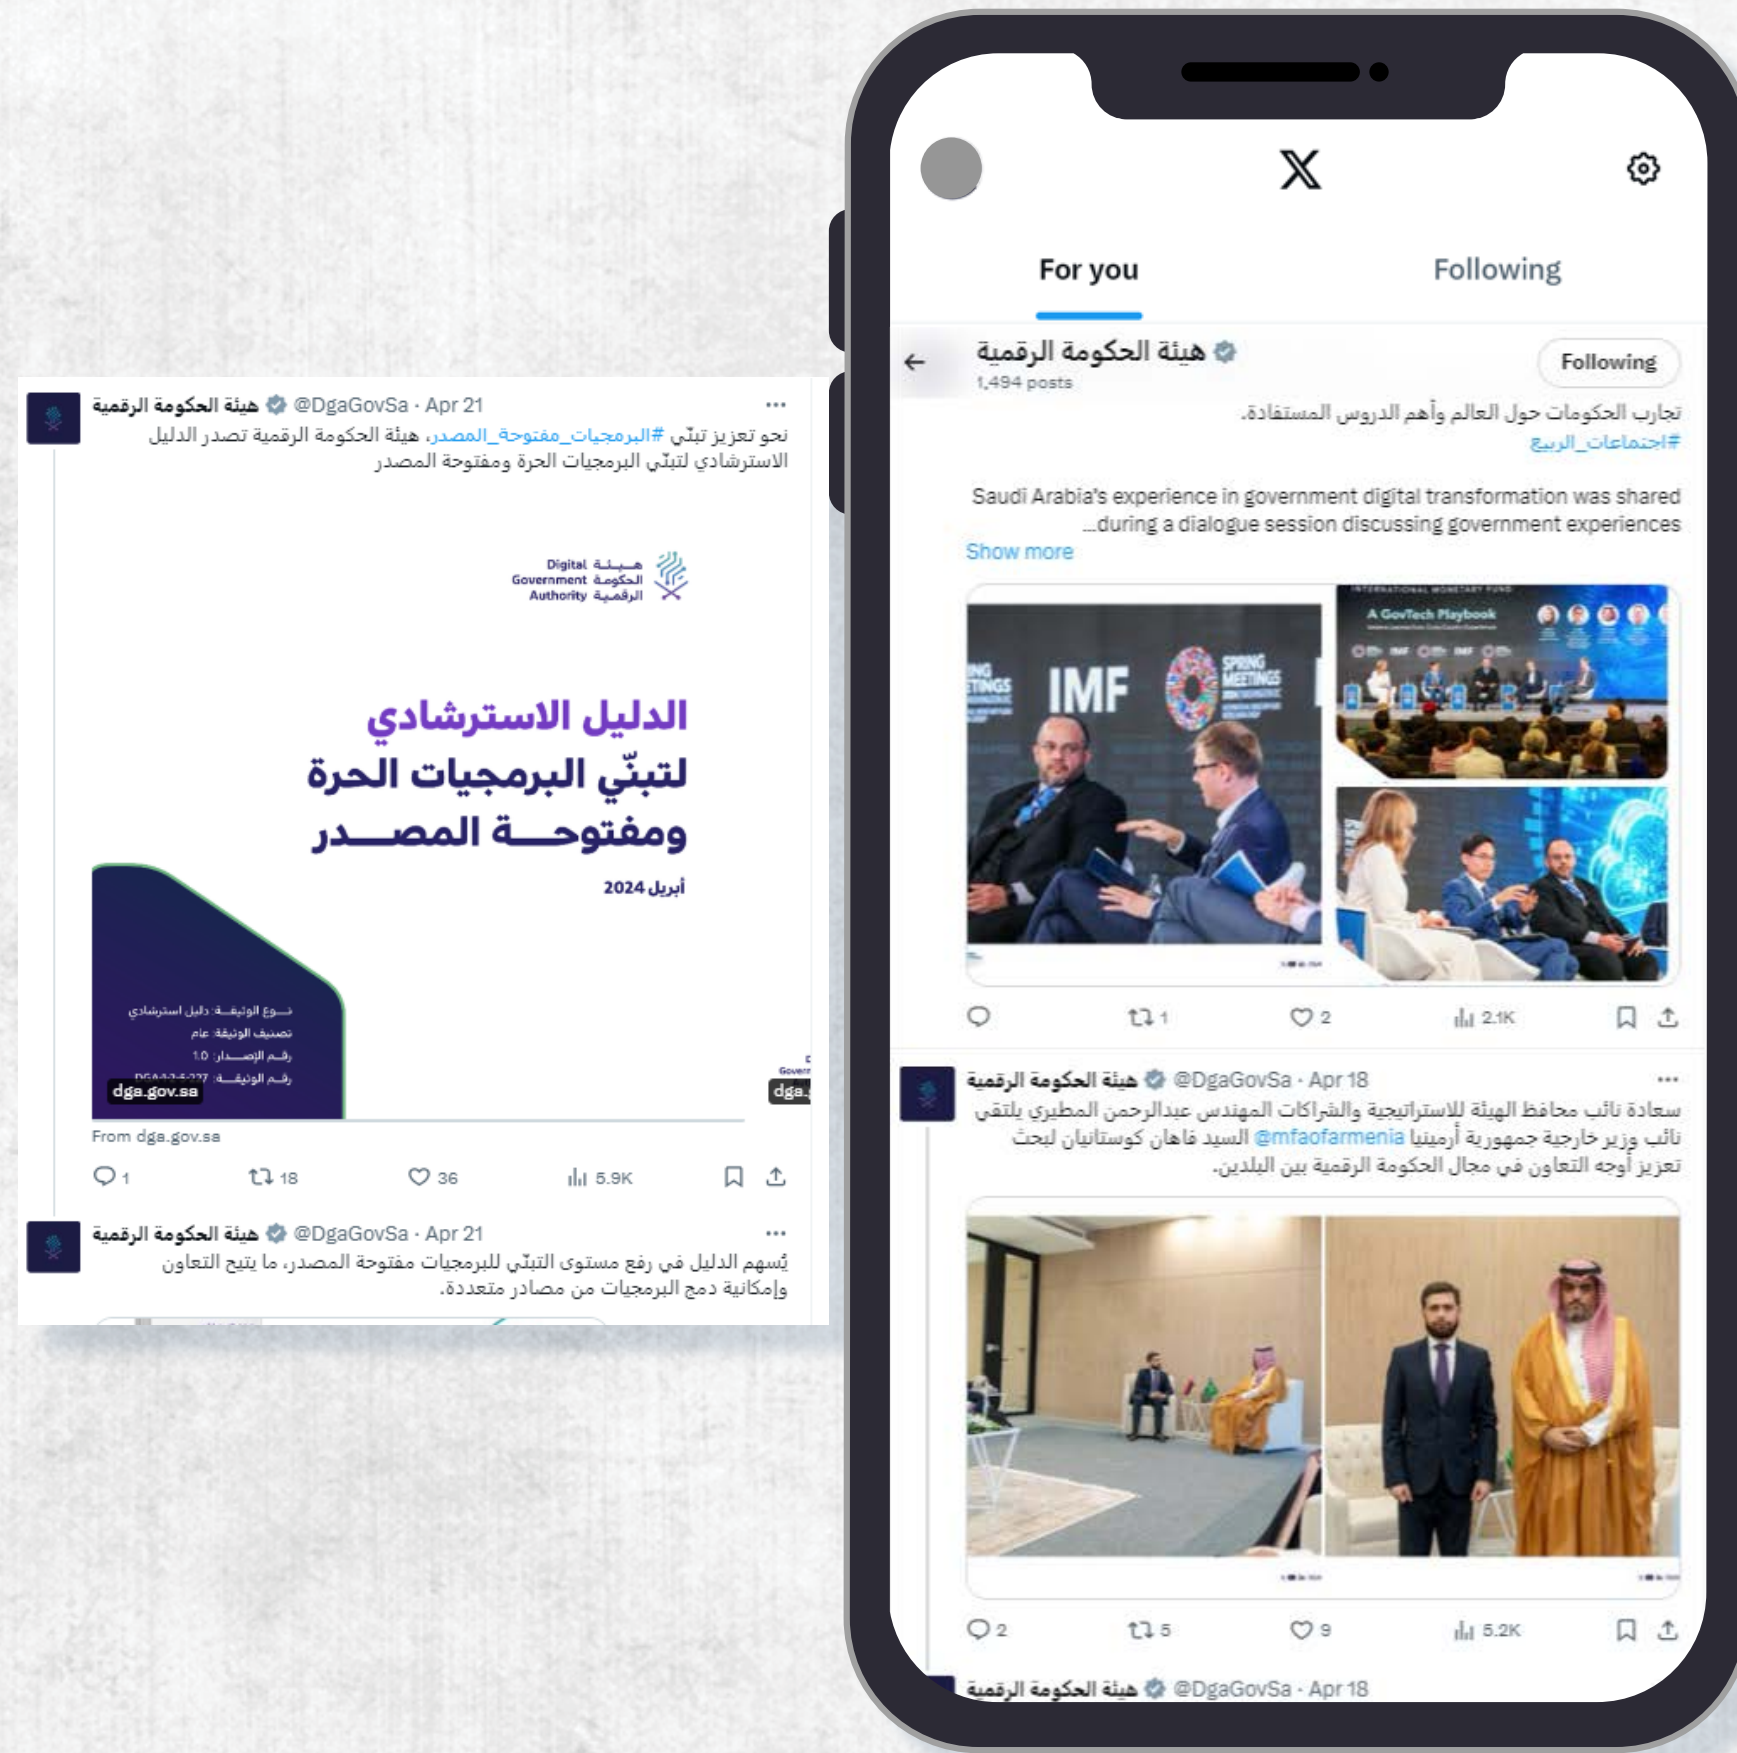 هيئة الحكومة الرقمية @DgaGovSa · Apr 21
نحو تعزيز تبنّي #البرمجيات_مفتوحة_المصدر، هيئة الحكومة الرقمية تصدر الدليل
الاسترشادي لتبنّي البرمجيات الحرة ومفتوحة المصدر
هيئة Digital
الحكومة Government
الرقمية Authority
الدليل الاسترشادي
لتبنّي البرمجيات الحرة
ومفتوحة المصدر
أبريل 2024
نوع الوثيقة: دليل استرشادي
تصنيف الوثيقة: عام
رقم الإصدار: 1.0
رقم الوثيقة:
dga.gov.sa
From dga.gov.sa
1 18 36 5.9K
هيئة الحكومة الرقمية @DgaGovSa · Apr 21
يُسهم الدليل في رفع مستوى التبنّي للبرمجيات مفتوحة المصدر، ما يتيح التعاون
وإمكانية دمج البرمجيات من مصادر متعددة.
X
For you Following
هيئة الحكومة الرقمية
1,494 posts
Following
تجارب الحكومات حول العالم وأهم الدروس المستفادة.
#اجتماعات_الربيع
Saudi Arabia's experience in government digital transformation was shared
...during a dialogue session discussing government experiences
Show more
IMF
SPRING
MEETINGS
INTERNATIONAL MONETARY FUND
A GovTech Playbook
1 2 2.1K
هيئة الحكومة الرقمية @DgaGovSa · Apr 18
سعادة نائب محافظ الهيئة للاستراتيجية والشراكات المهندس عبدالرحمن المطيري يلتقي
نائب وزير خارجية جمهورية أرمينيا @mfaofarmenia السيد فاهان كوستانيان لبحث
تعزيز أوجه التعاون في مجال الحكومة الرقمية بين البلدين.
2 5 9 5.2K
هيئة الحكومة الرقمية @DgaGovSa · Apr 18